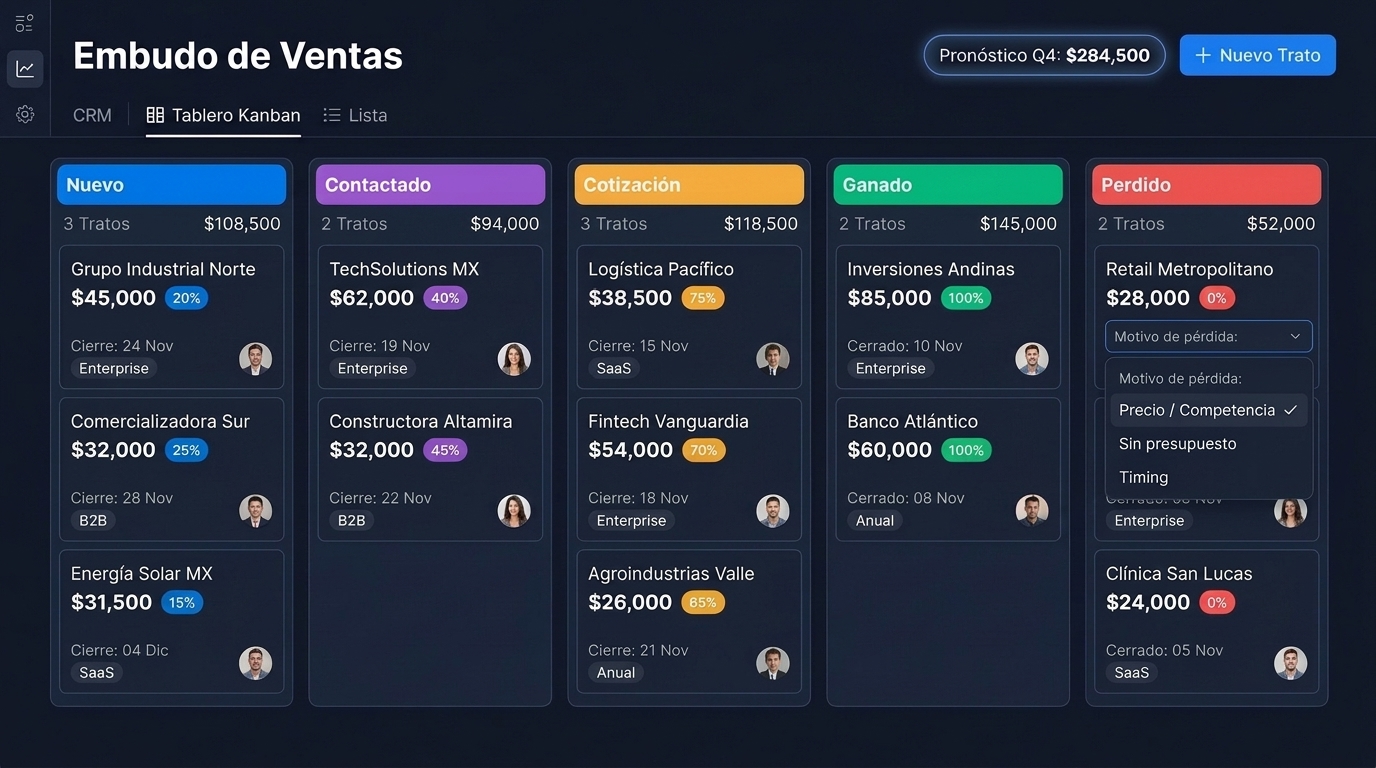 Embudo de Ventas
Pronóstico Q4: $284,500
+ Nuevo Trato
CRM
Tablero Kanban
Lista
Nuevo
3 Tratos $108,500
Grupo Industrial Norte
$45,000 20%
Cierre: 24 Nov
Enterprise
Comercializadora Sur
$32,000 25%
Cierre: 28 Nov
B2B
Energía Solar MX
$31,500 15%
Cierre: 04 Dic
SaaS
Contactado
2 Tratos $94,000
TechSolutions MX
$62,000 40%
Cierre: 19 Nov
Enterprise
Constructora Altamira
$32,000 45%
Cierre: 22 Nov
B2B
Cotización
3 Tratos $118,500
Logística Pacífico
$38,500 75%
Cierre: 15 Nov
SaaS
Fintech Vanguardia
$54,000 70%
Cierre: 18 Nov
Enterprise
Agroindustrias Valle
$26,000 65%
Cierre: 21 Nov
Anual
Ganado
2 Tratos $145,000
Inversiones Andinas
$85,000 100%
Cerrado: 10 Nov
Enterprise
Banco Atlántico
$60,000 100%
Cerrado: 08 Nov
Anual
Perdido
2 Tratos $52,000
Retail Metropolitano
$28,000 0%
Motivo de pérdida:
Motivo de pérdida:
Precio / Competencia
Sin presupuesto
Timing
Enterprise
Clínica San Lucas
$24,000 0%
Cerrado: 05 Nov
SaaS